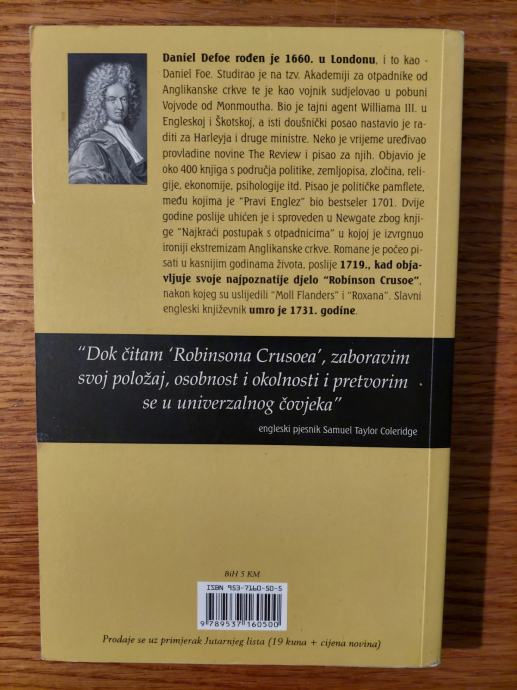 Daniel Defoe rođen je 1660. u Londonu, i to kao -
Daniel Foe. Studirao je na tzv. Akademiji za otpadnike od
Anglikanske crkve te je kao vojnik sudjelovao u pobuni
Vojvode od Monmoutha. Bio je tajni agent Williama III. u
Engleskoj i Škotskoj, a isti doušnički posao nastavio je ra-
diti za Harleyja i druge ministre. Neko je vrijeme uređivao
provladine novine The Review i pisao za njih. Objavio je
oko 400 knjiga s područja politike, zemljopisa, zločina, reli-
gije, ekonomije, psihologije itd. Pisao je političke pamflete,
među kojima je "Pravi Englez" bio bestseler 1701. Dvije
godine poslije uhićen je i sproveden u Newgate zbog knji-
ge "Najkraći postupak s otpadnicima" u kojoj je izvrgnuo
ironiji ekstremizam Anglikanske crkve. Romane je počeo pi-
sati u kasnijim godinama života, poslije 1719., kad obja-
vljuje svoje najpoznatije djelo "Robinson Crusoe",
nakon kojeg su uslijedili "Moll Flanders" i "Roxana". Slavni
engleski književnik umro je 1731. godine.
"Dok čitam 'Robinsona Crusoea', zaboravim
svoj položaj, osobnost i okolnosti i pretvorim
se u univerzalnog čovjeka"
engleski pjesnik Samuel Taylor Coleridge
BiH 5 KM
ISBN 953-7160-50-5
9 789537 160500
Prodaje se uz primjerak Jutarnjeg lista (19 kuna + cijena novina)